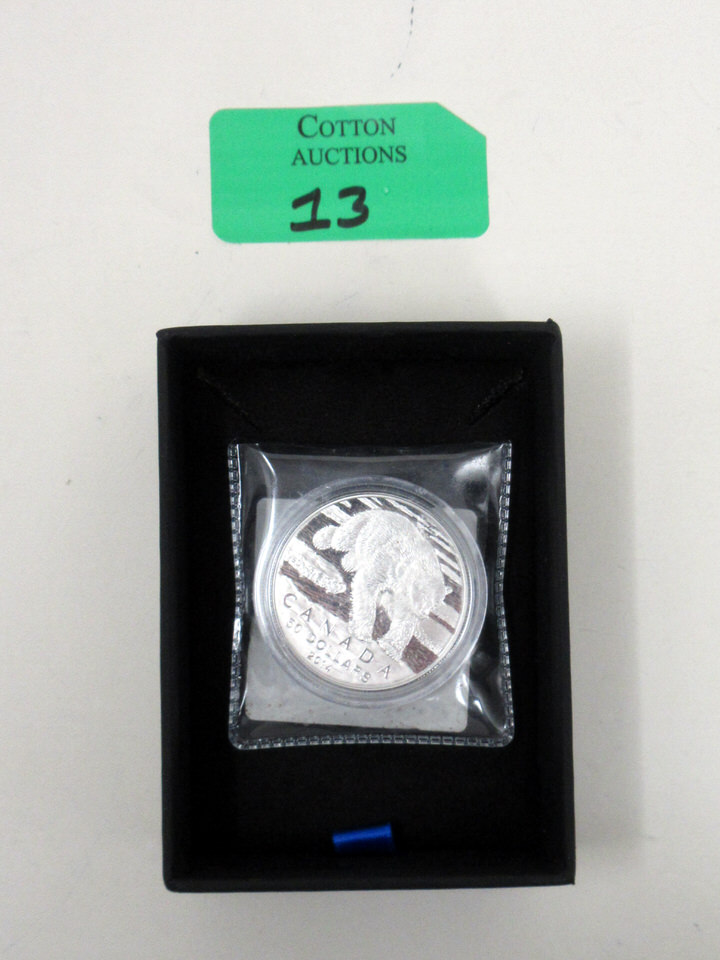 COTTON
AUCTIONS
13
CANADA
50 DOLLARS
2014